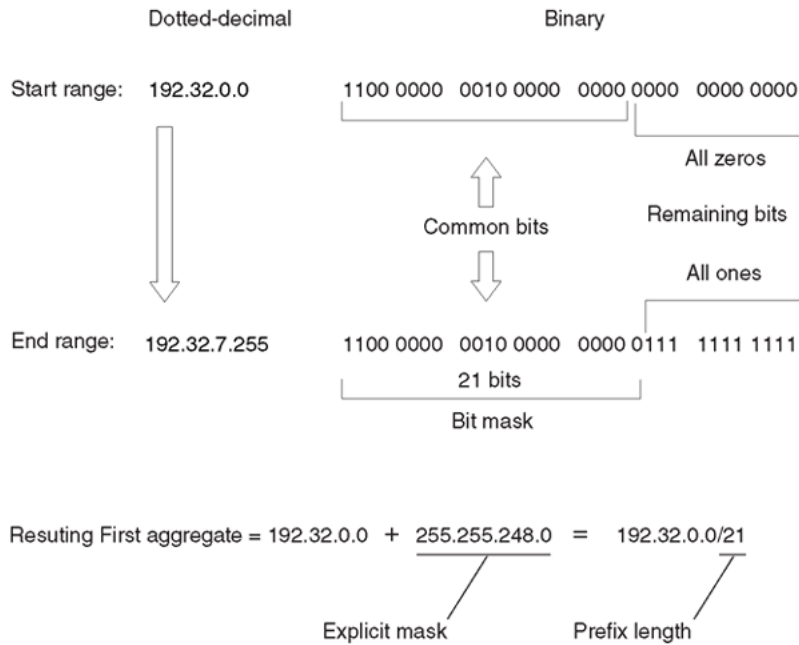 Dotted-decimal Binary
Start range: 192.32.0.0 1100 0000 0010 0000 0000 0000 0000 0000
All zeros
Common bits Remaining bits
All ones
End range: 192.32.7.255 1100 0000 0010 0000 0000 0111 1111 1111
21 bits
Bit mask
Resuting First aggregate = 192.32.0.0 + 255.255.248.0 = 192.32.0.0/21
Explicit mask Prefix length